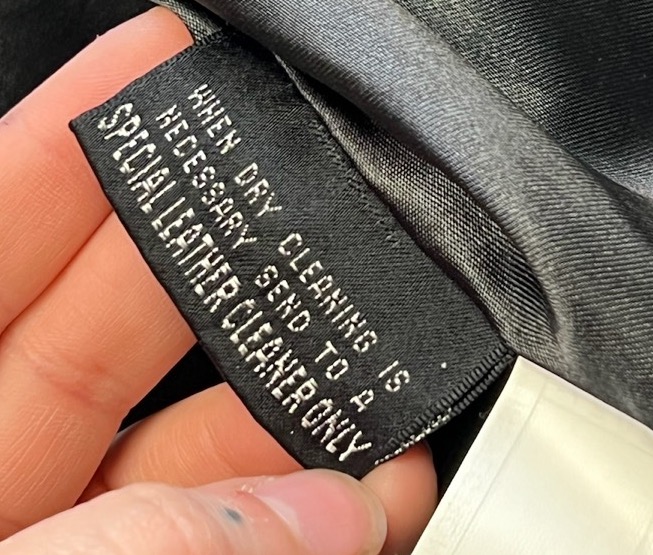 WHEN DRY CLEANING IS
NECESSARY SEND TO A
SPECIAL LEATHER CLEANER ONLY